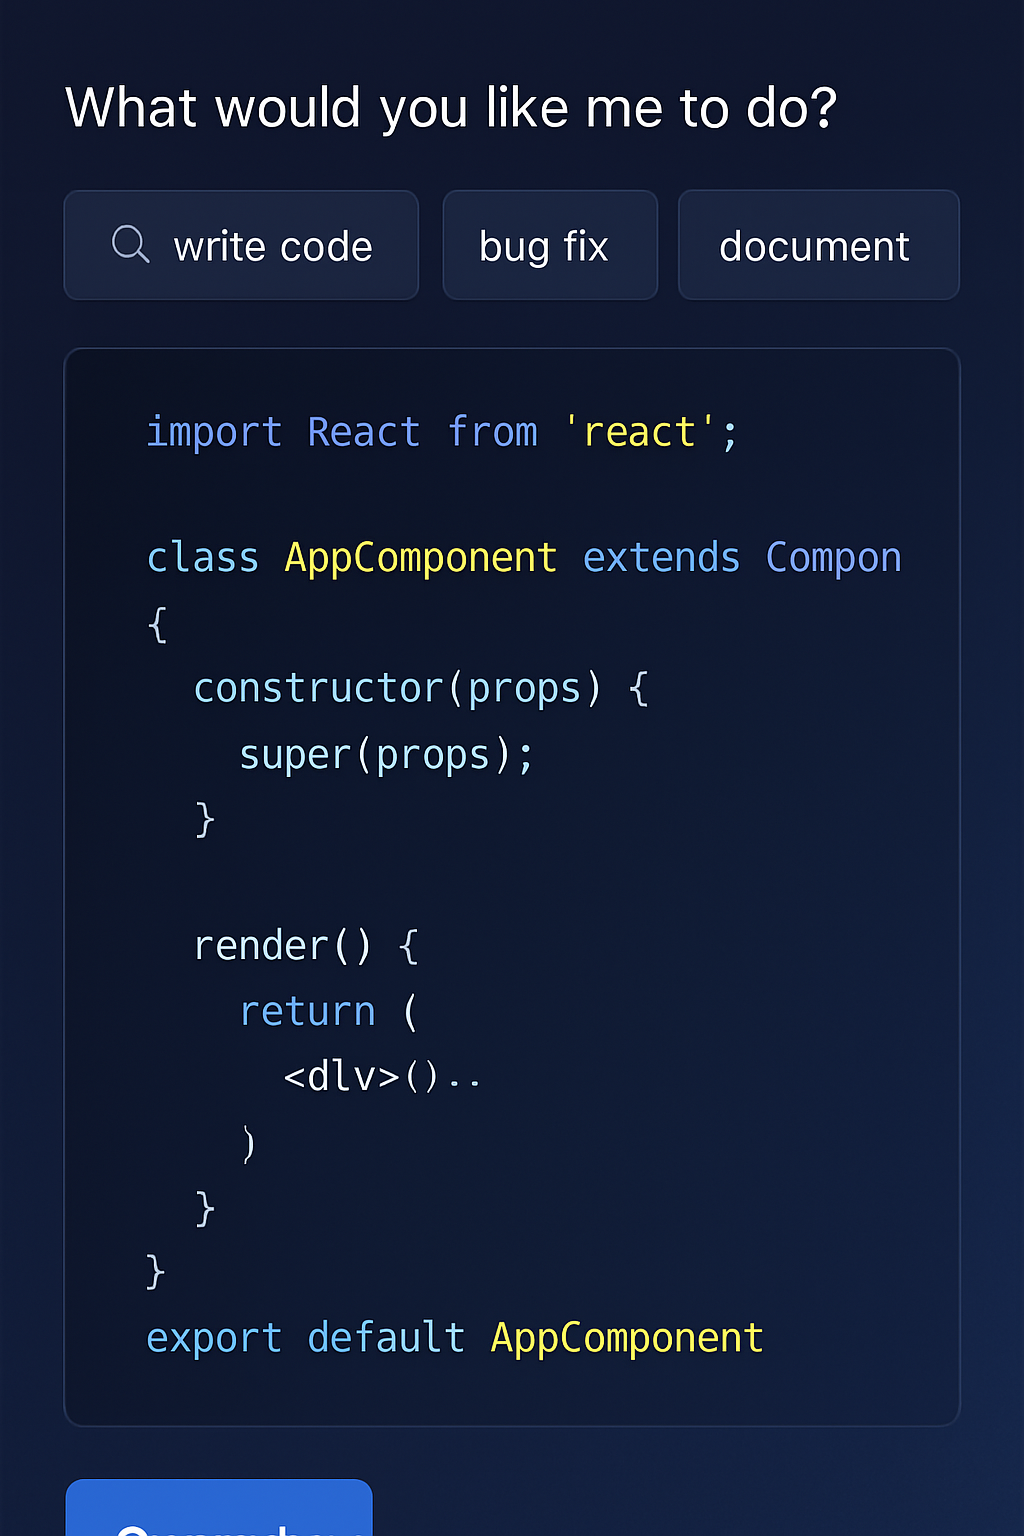 What would you like me to do?
write code
bug fix
document
import React from 'react';
class AppComponent extends Compon
{
constructor(props) {
super(props);
}
render() {
return (
<dlv>()..
)
}
}
export default AppComponent